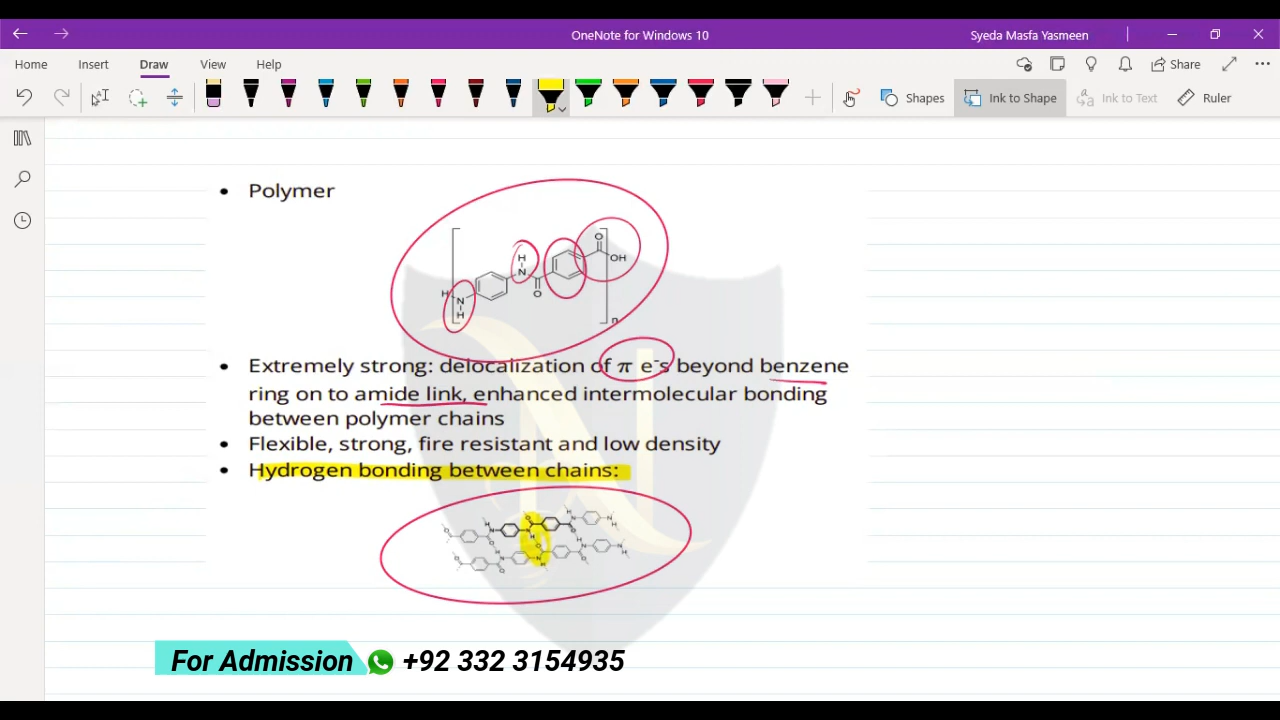 OneNote for Windows 10
Syeda Masfa Yasmeen
Home Insert Draw View Help
Share
Shapes Ink to Shape Ink to Text Ruler
• Polymer
H N H
H N
O
O
OH
n
• Extremely strong: delocalization of π e⁻s beyond benzene
ring on to amide link, enhanced intermolecular bonding
between polymer chains
• Flexible, strong, fire resistant and low density
• Hydrogen bonding between chains:
For Admission +92 332 3154935